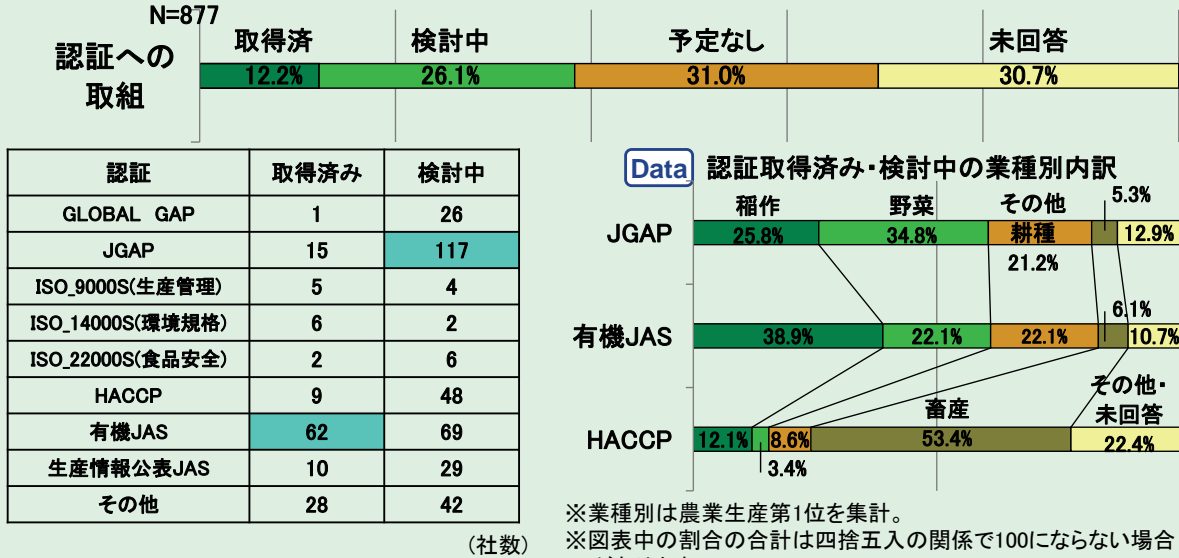 N=877
認証への
取組
取得済 検討中 予定なし 未回答
12.2% 26.1% 31.0% 30.7%
認証 取得済み 検討中
GLOBAL GAP 1 26
JGAP 15 117
ISO_9000S(生産管理) 5 4
ISO_14000S(環境規格) 6 2
ISO_22000S(食品安全) 2 6
HACCP 9 48
有機JAS 62 69
生産情報公表JAS 10 29
その他 28 42
(社数)
Data 認証取得済み・検討中の業種別内訳
稲作 野菜 その他 5.3%
JGAP 25.8% 34.8% 耕種 12.9%
21.2%
6.1%
有機JAS 38.9% 22.1% 22.1% 10.7%
畜産 その他・
未回答
HACCP 12.1% 8.6% 53.4% 22.4%
3.4%
※業種別は農業生産第1位を集計。
※図表中の割合の合計は四捨五入の関係で100にならない場合